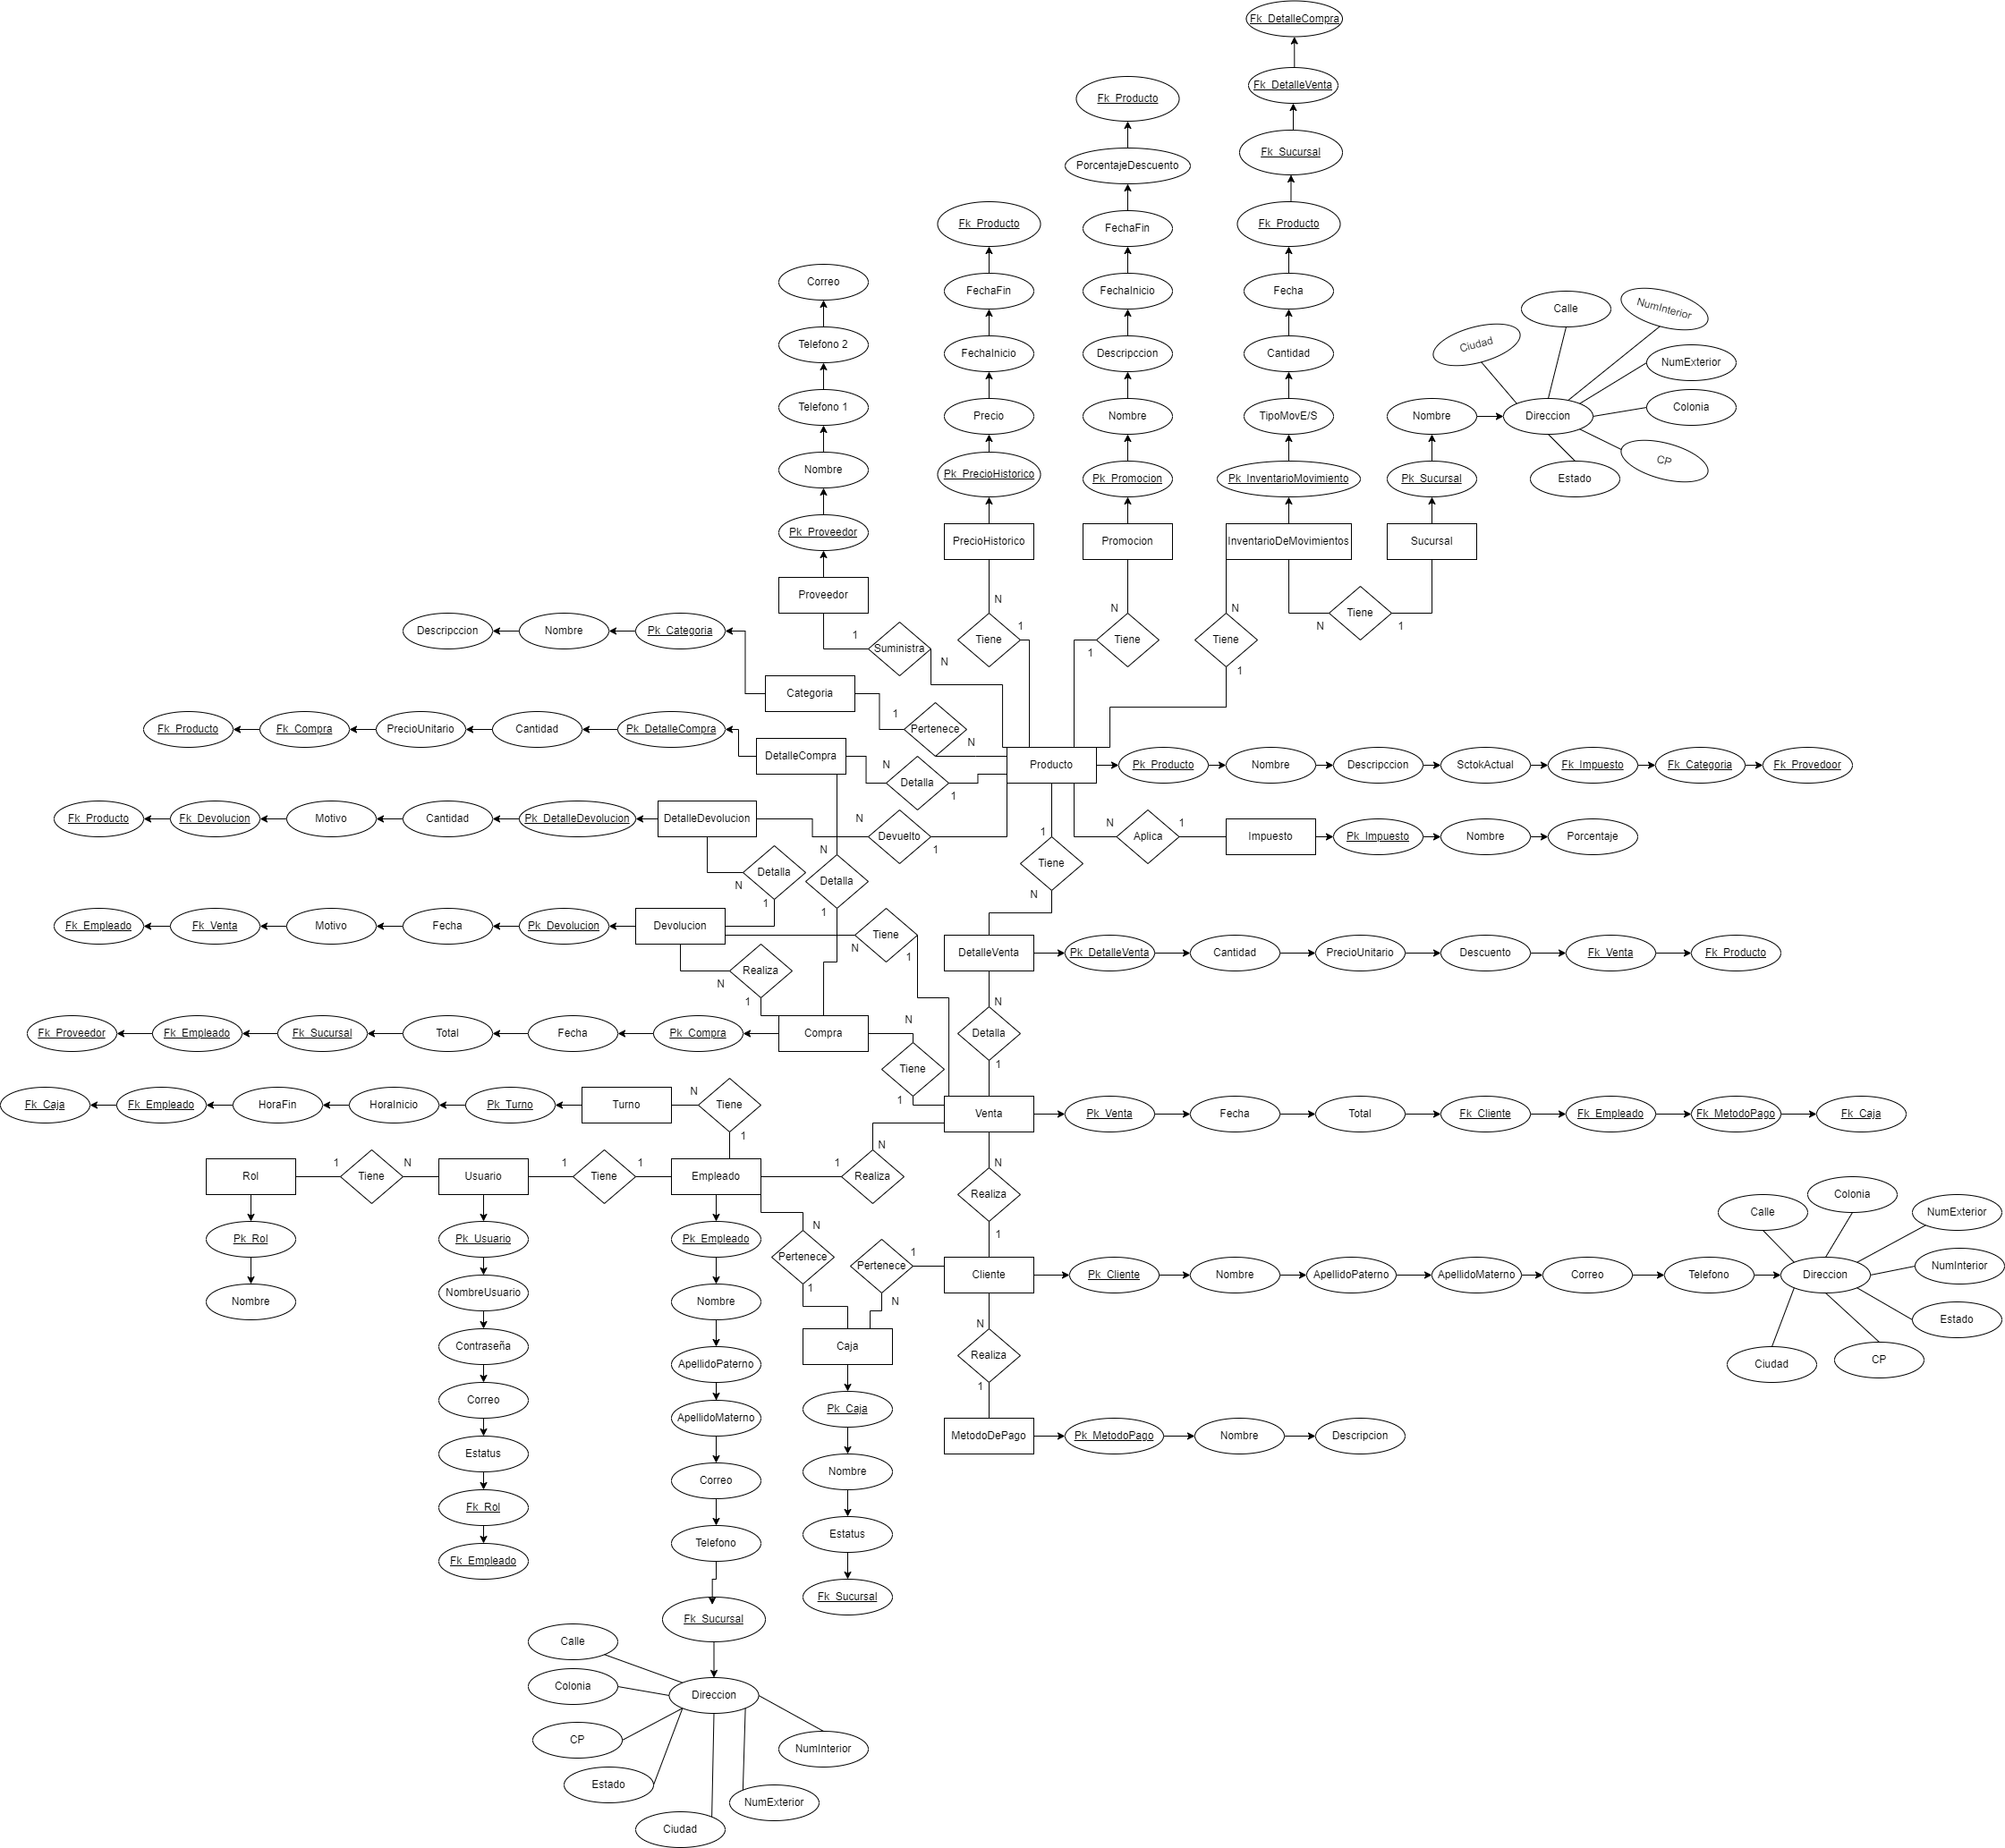 Fk_DetalleCompra
Fk_DetalleVenta
Fk_Producto
Fk_Sucursal
PorcentajeDescuento
Fk_Producto
FechaFin
Fk_Producto
Correo
FechaFin
FechaInicio
Fecha
Calle
NumInterior
Telefono 2
FechaInicio
Descripccion
Cantidad
Ciudad
NumExterior
Telefono 1
Precio
Nombre
TipoMovE/S
Nombre
Direccion
Colonia
Nombre
Pk_PrecioHistorico
Pk_Promocion
Pk_InventarioMovimiento
Pk_Sucursal
Estado
CP
Pk_Proveedor
PrecioHistorico
Promocion
InventarioDeMovimientos
Sucursal
Proveedor
N
N
N
Tiene
N
1
Descripccion
Nombre
Pk_Categoria
1
Suministra
N
Tiene
1
1
Tiene
Tiene
1
Categoria
1
Pertenece
N
Fk_Producto
Fk_Compra
PrecioUnitario
Cantidad
Pk_DetalleCompra
DetalleCompra
N
Detalla
1
Producto
Pk_Producto
Nombre
Descripccion
SctokActual
Fk_Impuesto
Fk_Categoria
Fk_Provedoor
Fk_Producto
Fk_Devolucion
Motivo
Cantidad
Pk_DetalleDevolucion
DetalleDevolucion
N
Devuelto
1
N
Aplica
1
Impuesto
Pk_Impuesto
Nombre
Porcentaje
1
Tiene
N
N
Detalla
1
N
Detalla
1
Fk_Empleado
Fk_Venta
Motivo
Fecha
Pk_Devolucion
Devolucion
N
Tiene
1
DetalleVenta
Pk_DetalleVenta
Cantidad
PrecioUnitario
Descuento
Fk_Venta
Fk_Producto
N
Realiza
1
Fk_Proveedor
Fk_Empleado
Fk_Sucursal
Total
Fecha
Pk_Compra
Compra
N
Tiene
1
N
Detalla
1
Fk_Caja
Fk_Empleado
HoraFin
HoraInicio
Pk_Turno
Turno
N
Tiene
1
Venta
Pk_Venta
Fecha
Total
Fk_Cliente
Fk_Empleado
Fk_MetodoPago
Fk_Caja
Rol
1
Tiene
N
Usuario
1
Tiene
1
Empleado
1
Realiza
N
N
Realiza
1
Calle
Colonia
NumExterior
Pk_Rol
Pk_Usuario
Pk_Empleado
N
Pertenece
1
Pertenece
1
N
Cliente
Pk_Cliente
Nombre
ApellidoPaterno
ApellidoMaterno
Correo
Telefono
Direccion
NumInterior
Nombre
NombreUsuario
Nombre
Estado
Contraseña
ApellidoPaterno
Caja
N
Realiza
1
Ciudad
CP
Correo
ApellidoMaterno
Pk_Caja
MetodoDePago
Pk_MetodoPago
Nombre
Descripcion
Estatus
Correo
Nombre
Fk_Rol
Telefono
Estatus
Fk_Empleado
Fk_Sucursal
Fk_Sucursal
Calle
Colonia
Direccion
CP
NumInterior
Estado
NumExterior
Ciudad